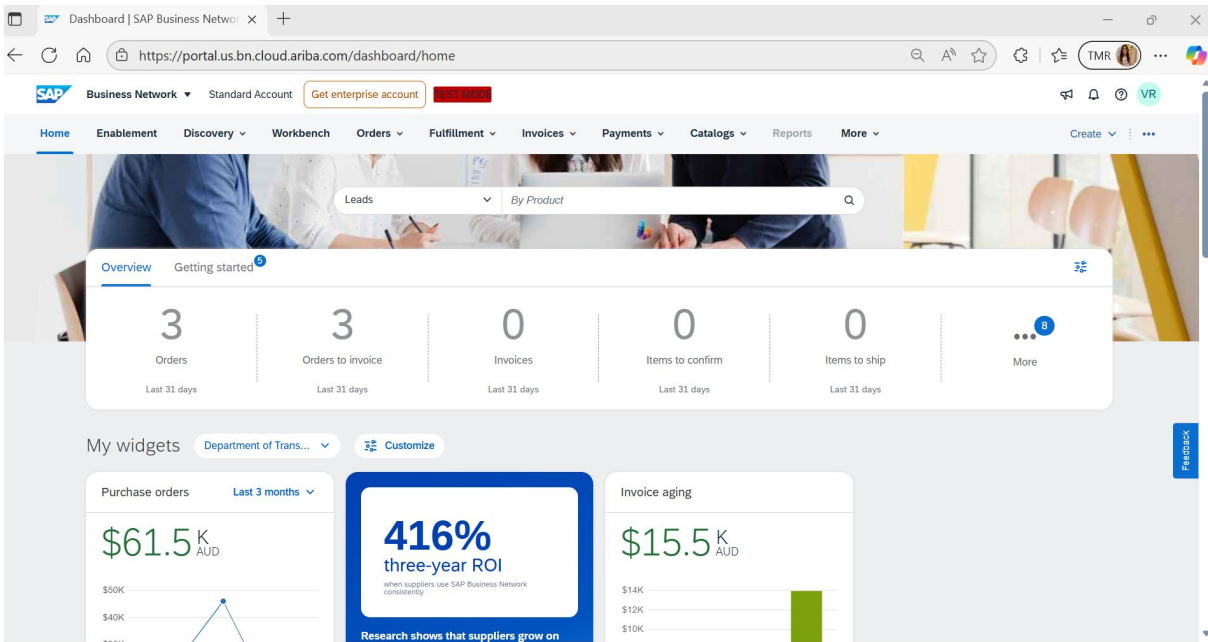 Dashboard | SAP Business Networ
https://portal.us.bn.cloud.ariba.com/dashboard/home
TMR
SAP
Business Network
Standard Account
Get enterprise account
TEST MODE
VR
Home
Enablement
Discovery
Workbench
Orders
Fulfillment
Invoices
Payments
Catalogs
Reports
More
Create
Leads
By Product
Overview
Getting started 5
3
Orders
Last 31 days
3
Orders to invoice
Last 31 days
0
Invoices
Last 31 days
0
Items to confirm
Last 31 days
0
Items to ship
Last 31 days
8
More
Feedback
My widgets
Department of Trans...
Customize
Purchase orders
Last 3 months
$61.5 K AUD
$50K
$40K
416%
three-year ROI
when suppliers use SAP Business Network
consistently
Research shows that suppliers grow on
Invoice aging
$15.5 K AUD
$14K
$12K
$10K